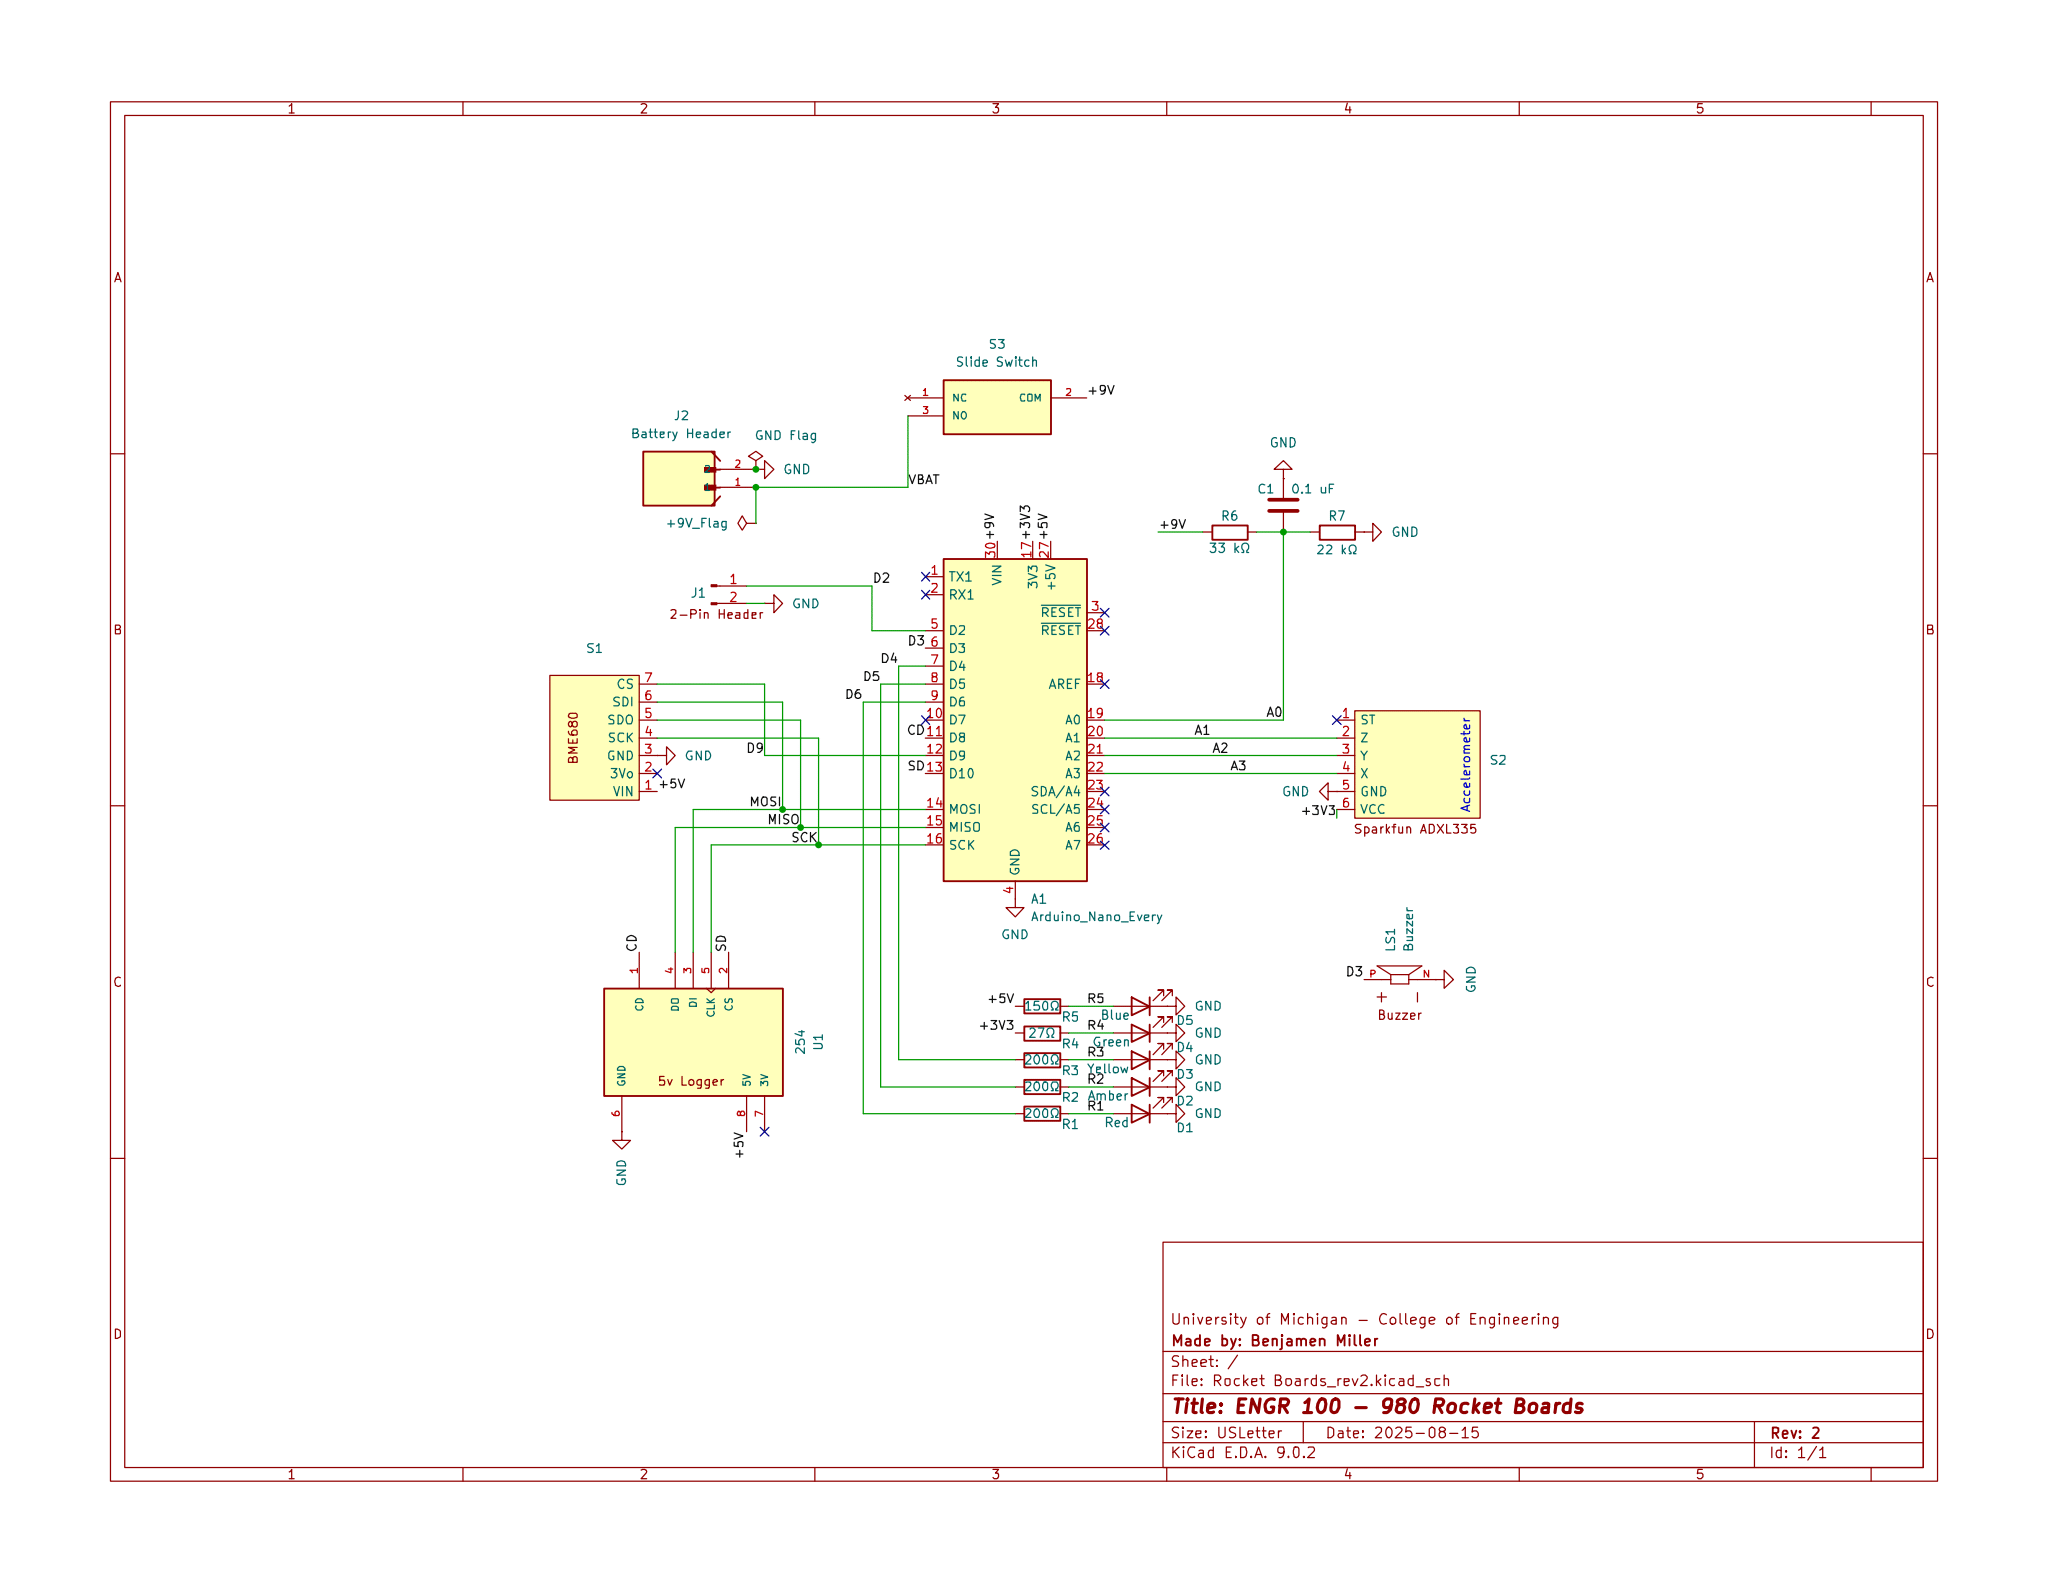 1 2 3 4 5
A A
S3
Slide Switch
1 NC COM 2 +9V
3 NO
J2
Battery Header
GND Flag
2 GND
1 VBAT
+9V_Flag
GND
C1 0.1 uF
+9V R6 R7 GND
33 kΩ 22 kΩ
+9V +3V3 +5V
30 17 27
VIN 3V3 +5V
1 TX1
2 RX1
J1 1 D2
2 GND
2-Pin Header
RESET 3
RESET 28
B B
5 D2
D3 6 D3
D4 7 D4
D5 8 D5
D6 9 D6
10 D7
CD 11 D8
D9 12 D9
SD 13 D10
MOSI 14 MOSI
MISO 15 MISO
SCK 16 SCK
AREF 18
A0 19 A0
A1 20 A1
A2 21 A2
A3 22 A3
SDA/A4 23
SCL/A5 24
A6 25
A7 26
GND
4
A1
Arduino_Nano_Every
GND
S1
BME680
CS 7
SDI 6
SDO 5
SCK 4
GND 3 GND
3Vo 2
VIN 1 +5V
1 ST
2 Z
3 Y
4 X
GND 5 GND
+3V3 6 VCC
Accelerometer
S2
Sparkfun ADXL335
C C
LS1
Buzzer
D3 P N GND
+ -
Buzzer
CD SD
1 4 3 5 2
CD DO DI CLK CS
254
U1
GND 5v Logger 5V 3V
6 8 7
+5V
GND
+5V 150Ω R5 R5 Blue D5 GND
+3V3 27Ω R4 R4 Green D4 GND
200Ω R3 R3 Yellow D3 GND
200Ω R2 R2 Amber D2 GND
200Ω R1 R1 Red D1 GND
D D
University of Michigan - College of Engineering
Made by: Benjamen Miller
Sheet: /
File: Rocket Boards_rev2.kicad_sch
Title: ENGR 100 - 980 Rocket Boards
Size: USLetter Date: 2025-08-15 Rev: 2
KiCad E.D.A. 9.0.2 Id: 1/1
1 2 3 4 5